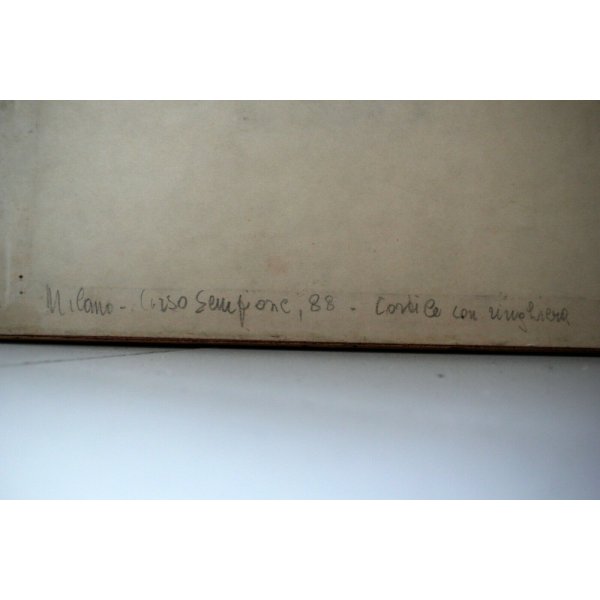 Milano - Corso Sempione, 88 - Cortile con ringhiera